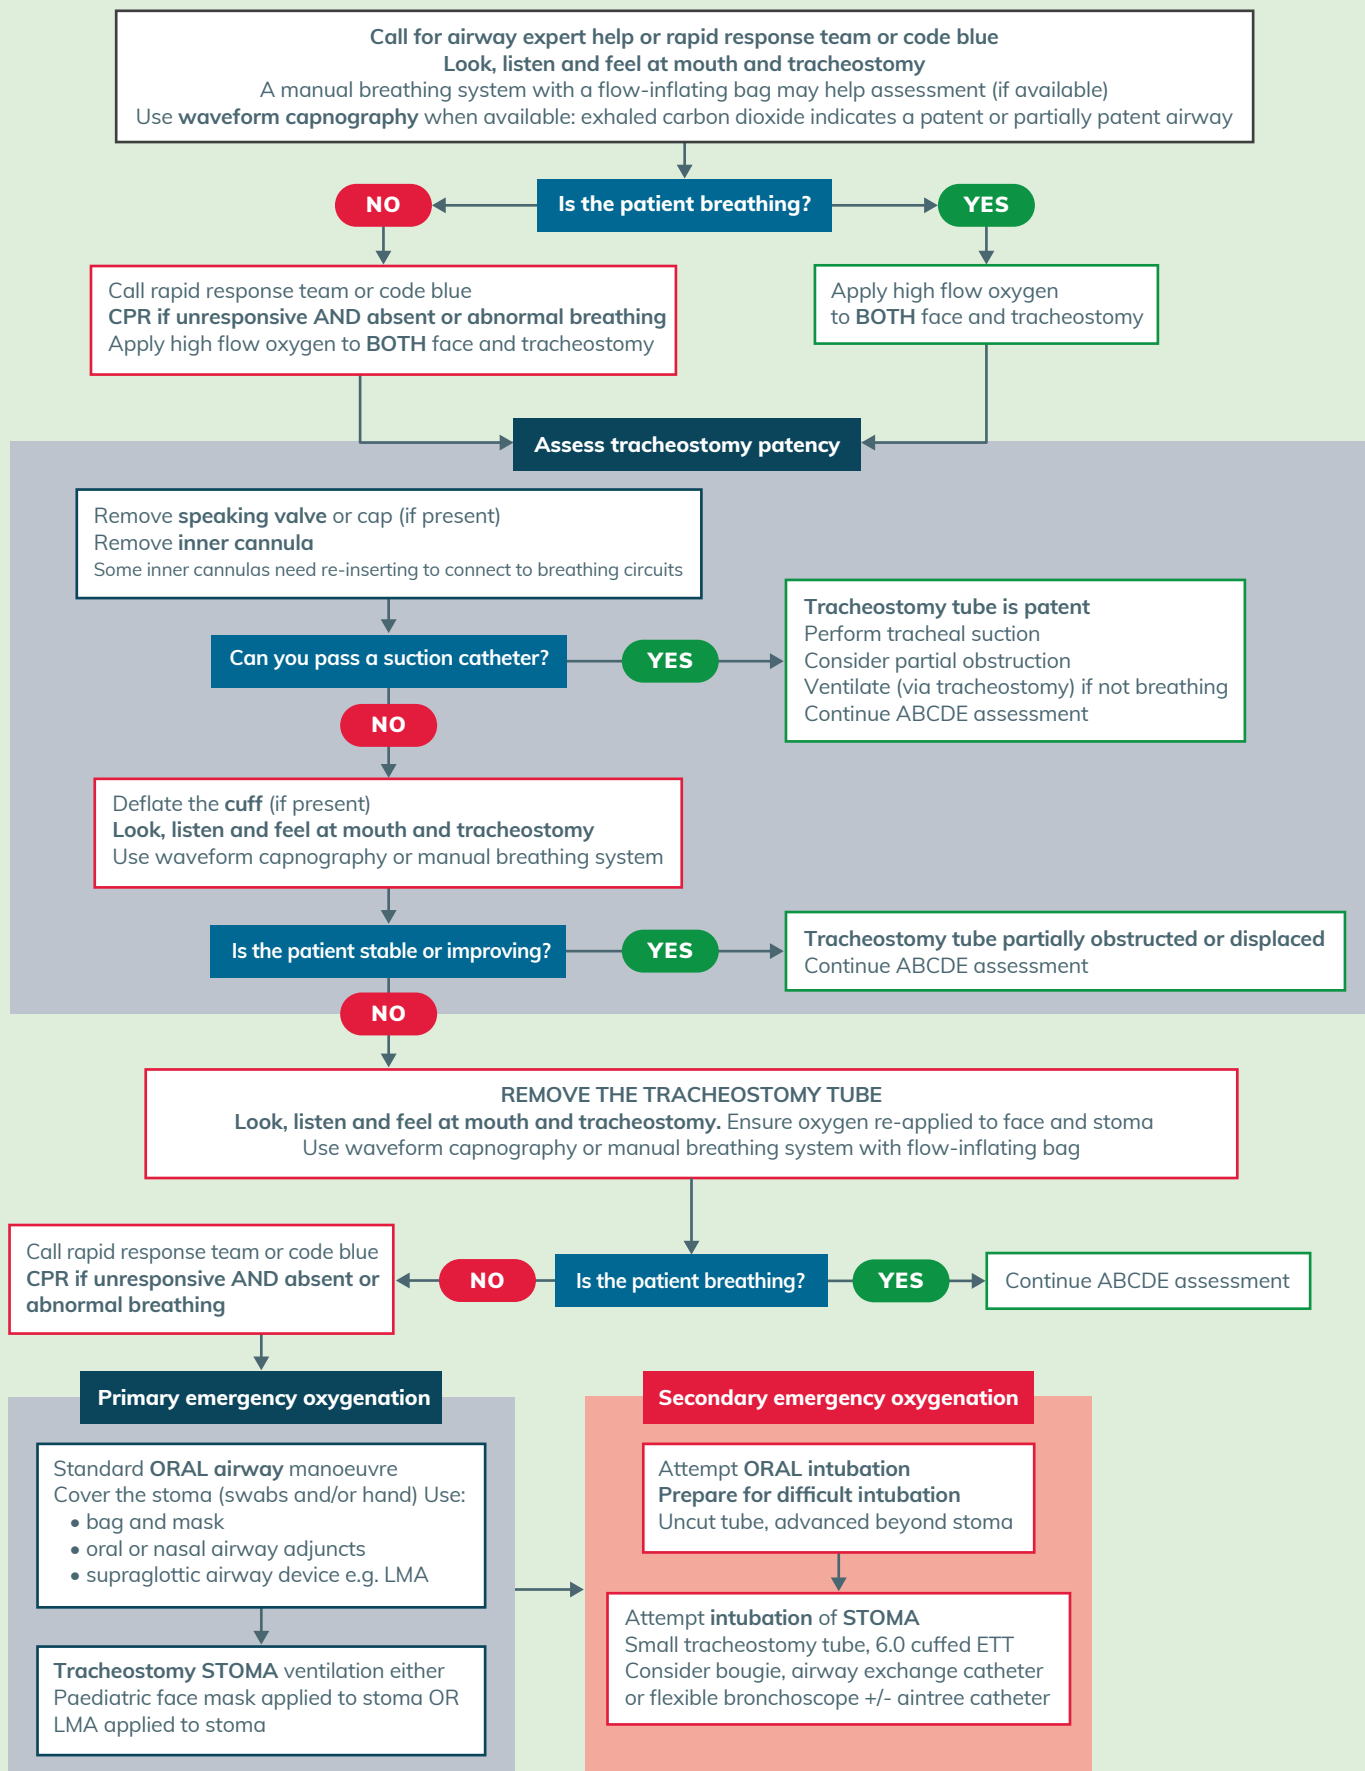 Call for airway expert help or rapid response team or code blue
Look, listen and feel at mouth and tracheostomy
A manual breathing system with a flow-inflating bag may help assessment (if available)
Use waveform capnography when available: exhaled carbon dioxide indicates a patent or partially patent airway
Is the patient breathing?
NO
YES
Call rapid response team or code blue
CPR if unresponsive AND absent or abnormal breathing
Apply high flow oxygen to BOTH face and tracheostomy
Apply high flow oxygen
to BOTH face and tracheostomy
Assess tracheostomy patency
Remove speaking valve or cap (if present)
Remove inner cannula
Some inner cannulas need re-inserting to connect to breathing circuits
Can you pass a suction catheter?
YES
Tracheostomy tube is patent
Perform tracheal suction
Consider partial obstruction
Ventilate (via tracheostomy) if not breathing
Continue ABCDE assessment
NO
Deflate the cuff (if present)
Look, listen and feel at mouth and tracheostomy
Use waveform capnography or manual breathing system
Is the patient stable or improving?
YES
Tracheostomy tube partially obstructed or displaced
Continue ABCDE assessment
NO
REMOVE THE TRACHEOSTOMY TUBE
Look, listen and feel at mouth and tracheostomy. Ensure oxygen re-applied to face and stoma
Use waveform capnography or manual breathing system with flow-inflating bag
Is the patient breathing?
NO
YES
Call rapid response team or code blue
CPR if unresponsive AND absent or
abnormal breathing
Continue ABCDE assessment
Primary emergency oxygenation
Standard ORAL airway manoeuvre
Cover the stoma (swabs and/or hand) Use:
• bag and mask
• oral or nasal airway adjuncts
• supraglottic airway device e.g. LMA
Tracheostomy STOMA ventilation either
Paediatric face mask applied to stoma OR
LMA applied to stoma
Secondary emergency oxygenation
Attempt ORAL intubation
Prepare for difficult intubation
Uncut tube, advanced beyond stoma
Attempt intubation of STOMA
Small tracheostomy tube, 6.0 cuffed ETT
Consider bougie, airway exchange catheter
or flexible bronchoscope +/- aintree catheter